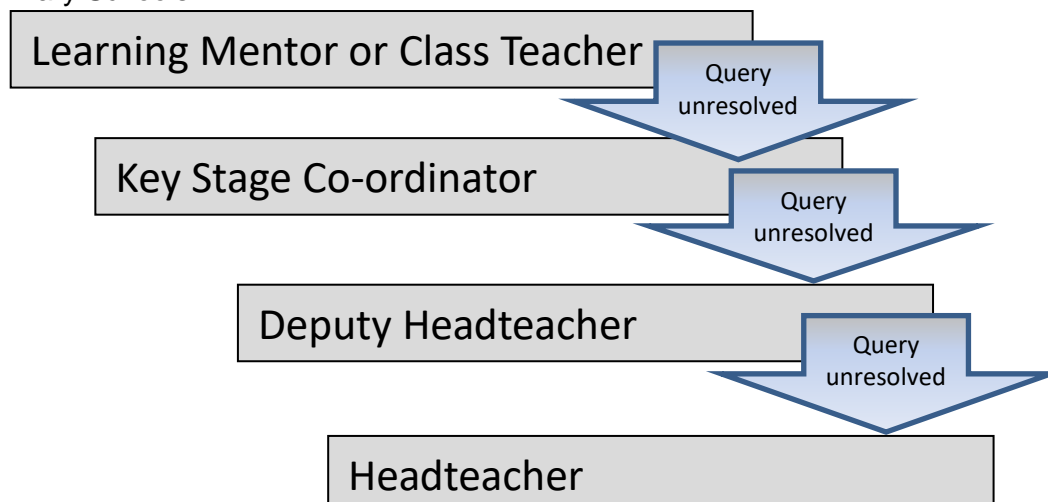 Learning Mentor or Class Teacher
Query
unresolved
Key Stage Co-ordinator
Query
unresolved
Deputy Headteacher
Query
unresolved
Headteacher